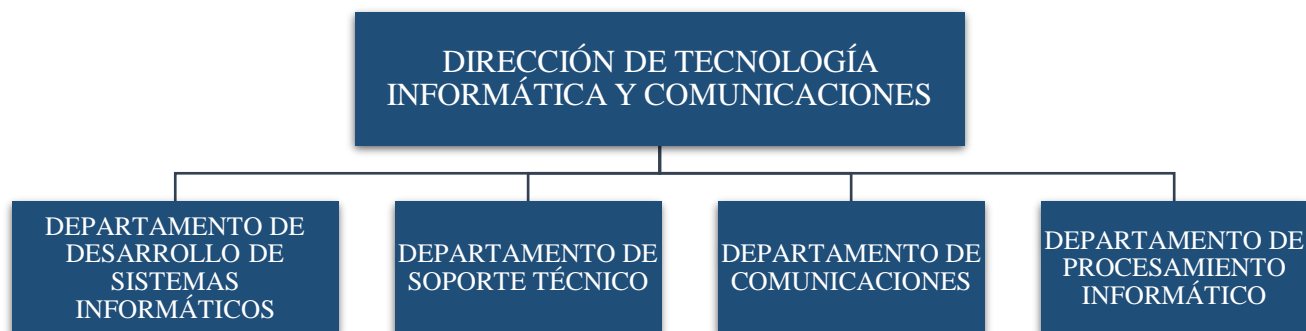 DIRECCIÓN DE TECNOLOGÍA
INFORMÁTICA Y COMUNICACIONES
DEPARTAMENTO DE
DESARROLLO DE
SISTEMAS
INFORMÁTICOS
DEPARTAMENTO DE
SOPORTE TÉCNICO
DEPARTAMENTO DE
COMUNICACIONES
DEPARTAMENTO DE
PROCESAMIENTO
INFORMÁTICO